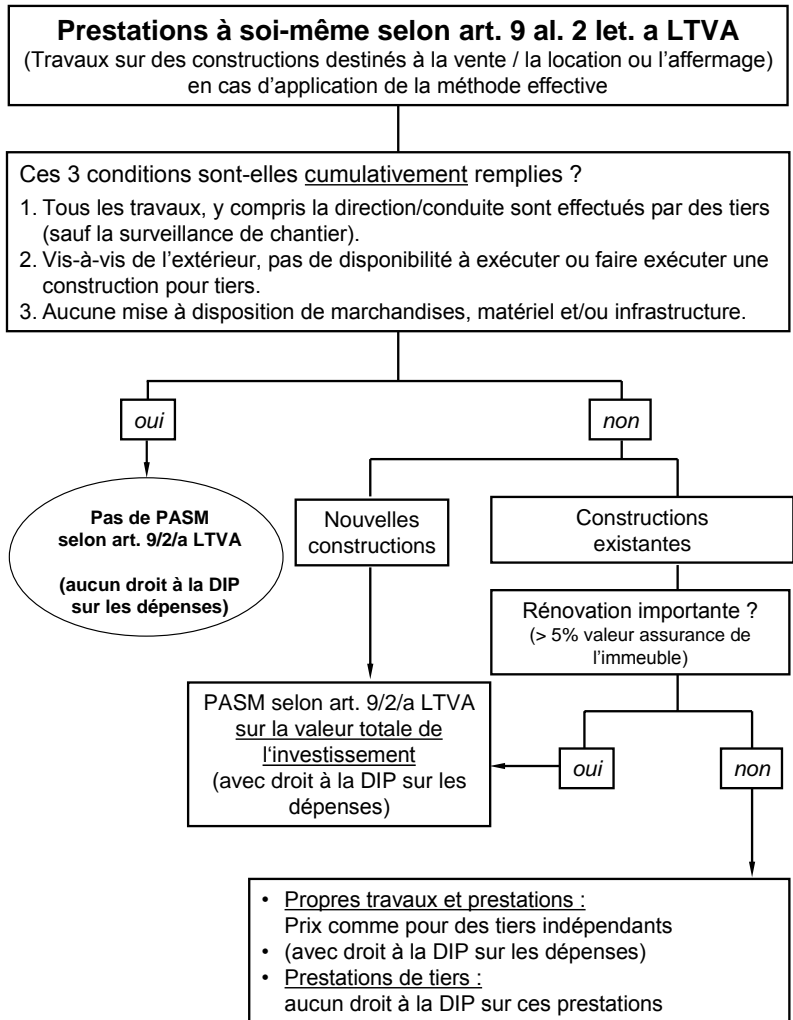 Prestations à soi-même selon art. 9 al. 2 let. a LTVA
(Travaux sur des constructions destinés à la vente / la location ou l’affermage)
en cas d’application de la méthode effective
Ces 3 conditions sont-elles cumulativement remplies ?
1. Tous les travaux, y compris la direction/conduite sont effectués par des tiers
(sauf la surveillance de chantier).
2. Vis-à-vis de l’extérieur, pas de disponibilité à exécuter ou faire exécuter une
construction pour tiers.
3. Aucune mise à disposition de marchandises, matériel et/ou infrastructure.
oui
non
Pas de PASM
selon art. 9/2/a LTVA
(aucun droit à la DIP
sur les dépenses)
Nouvelles
constructions
Constructions
existantes
Rénovation importante ?
(> 5% valeur assurance de
l’immeuble)
PASM selon art. 9/2/a LTVA
sur la valeur totale de
l‘investissement
(avec droit à la DIP sur les
dépenses)
oui
non
• Propres travaux et prestations :
Prix comme pour des tiers indépendants
• (avec droit à la DIP sur les dépenses)
• Prestations de tiers :
aucun droit à la DIP sur ces prestations